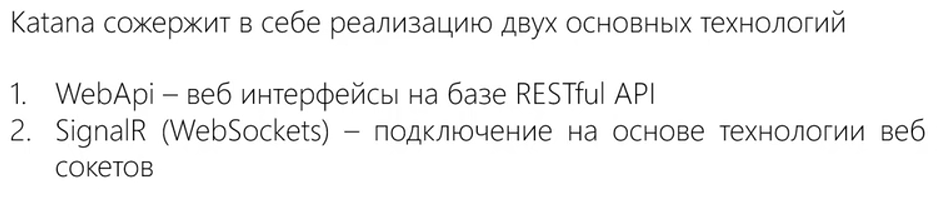 Katana сожержит в себе реализацию двух основных технологий
1. WebApi – веб интерфейсы на базе RESTful API
2. SignalR (WebSockets) – подключение на основе технологии веб
сокетов